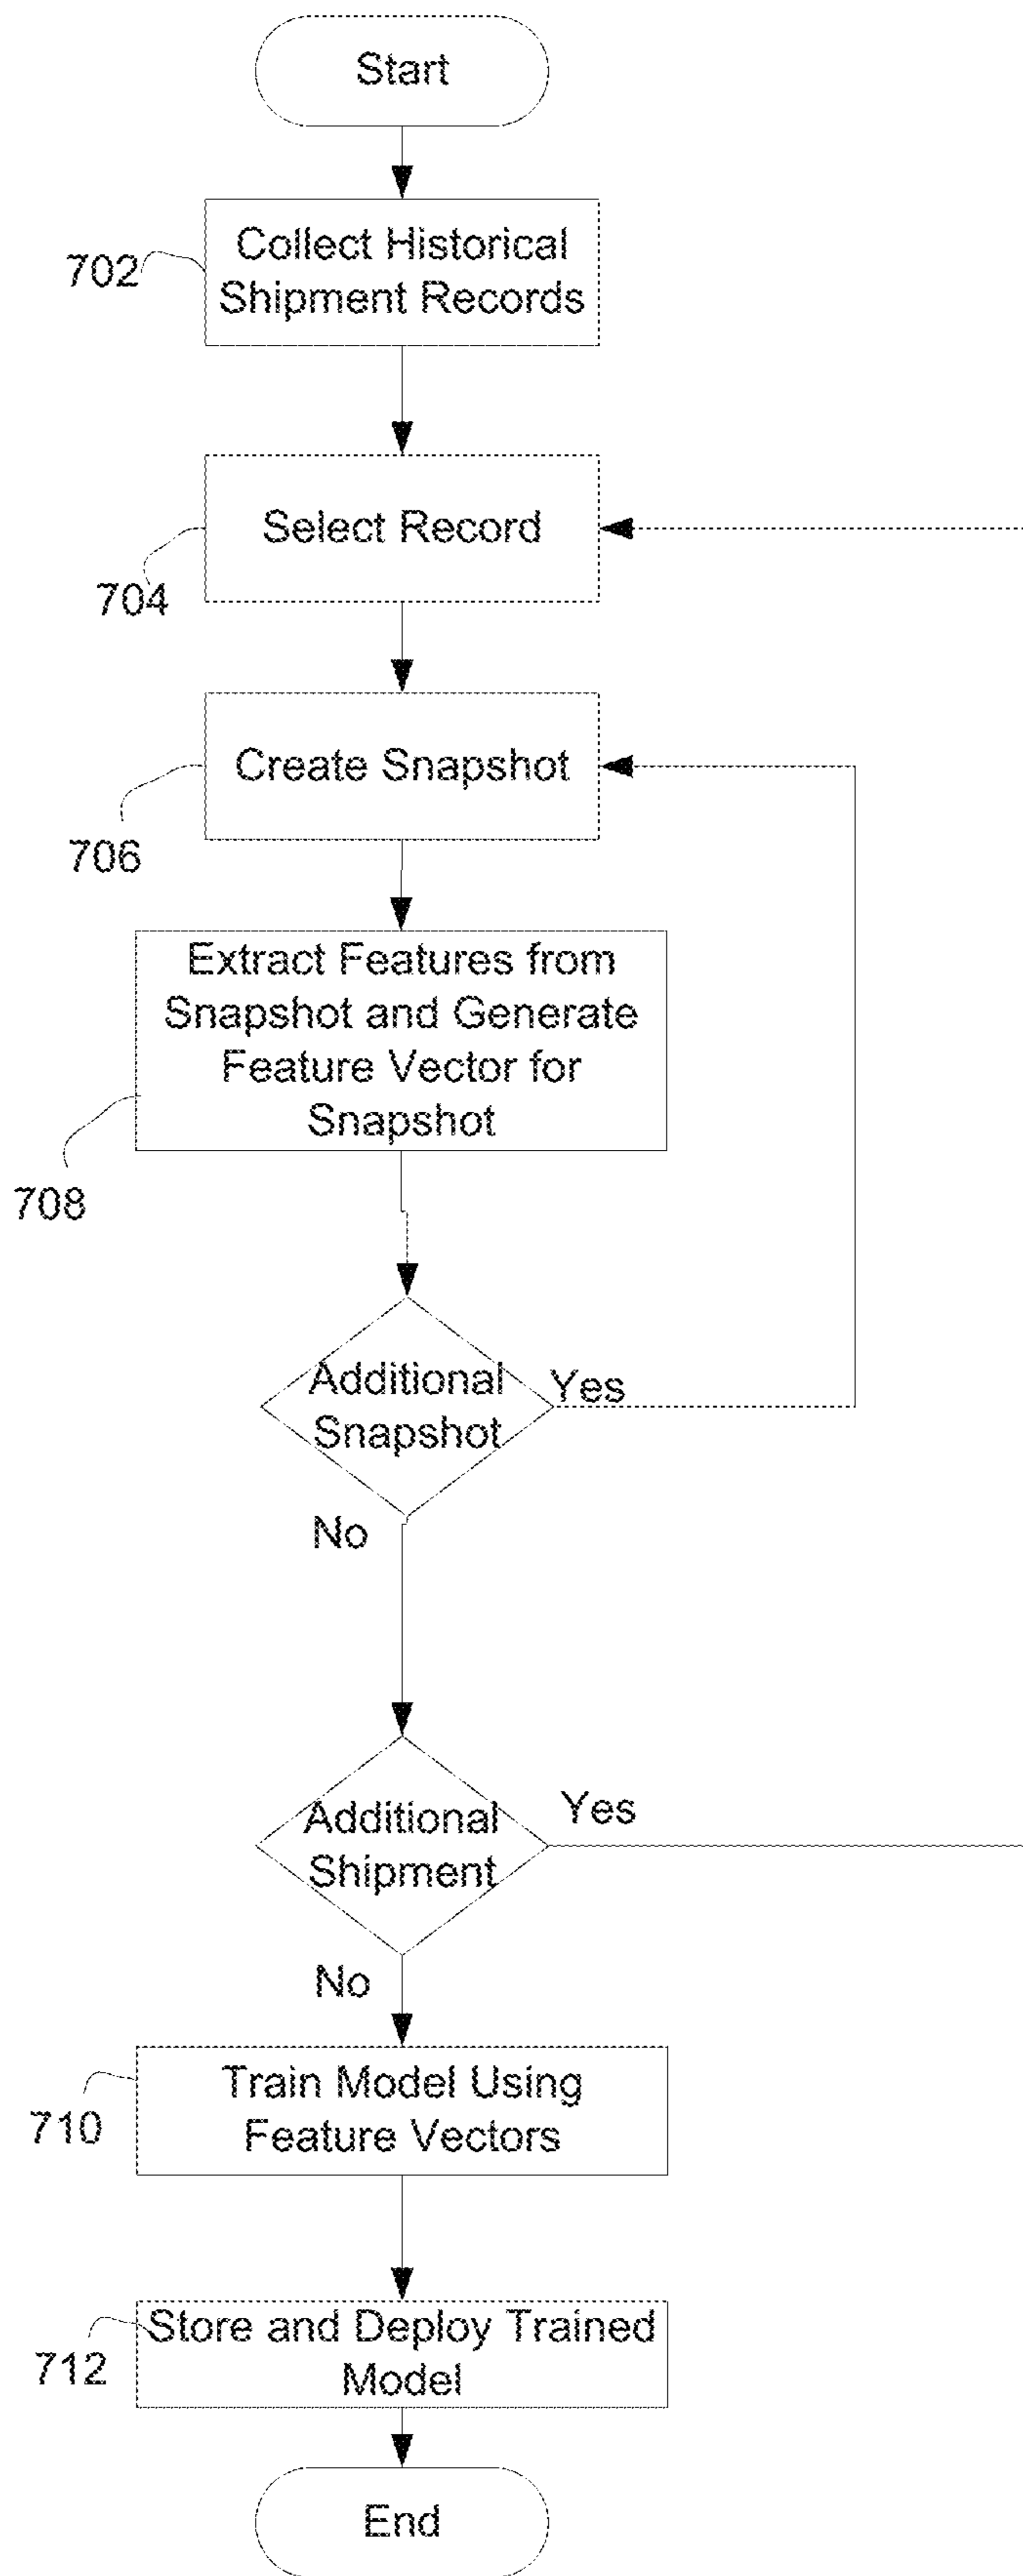 Start
702
Collect Historical
Shipment Records
Select Record
704
Create Snapshot
706
Extract Features from
Snapshot and Generate
Feature Vector for
Snapshot
708
Additional
Snapshot
Yes
No
Additional
Shipment
Yes
No
Train Model Using
Feature Vectors
710
Store and Deploy Trained
Model
712
End